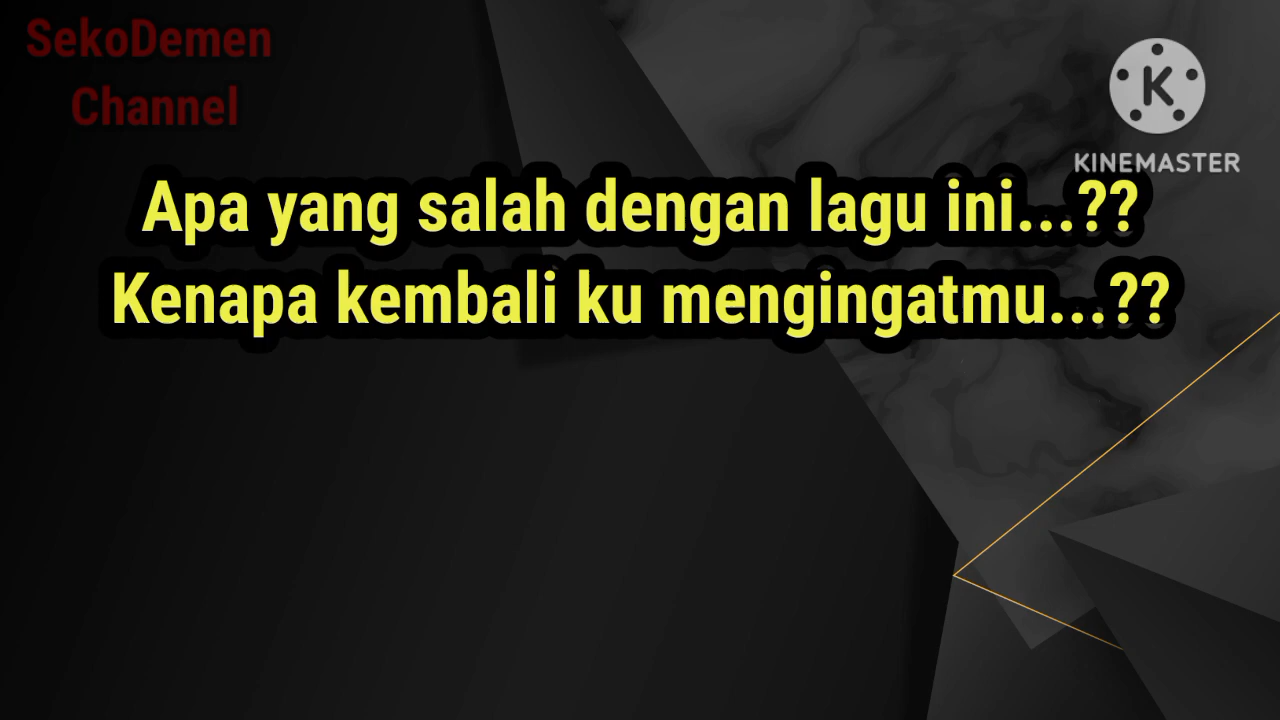 SekoDemen
Channel
K
KINEMASTER
Apa yang salah dengan lagu ini...??
Kenapa kembali ku mengingatmu...??